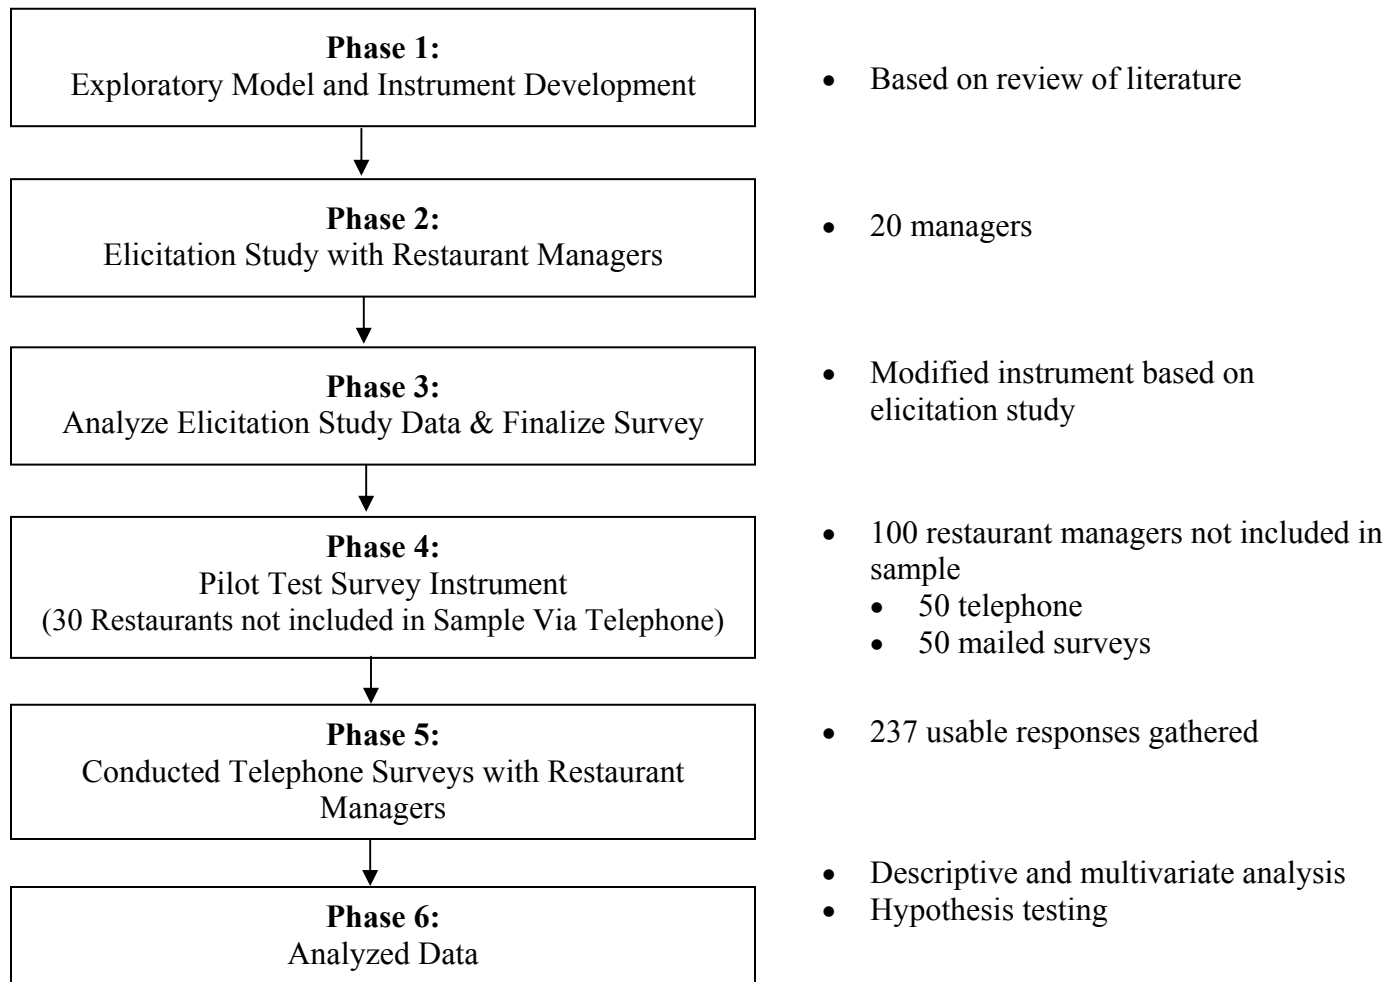 Phase 1:
Exploratory Model and Instrument Development
• Based on review of literature
Phase 2:
Elicitation Study with Restaurant Managers
• 20 managers
Phase 3:
Analyze Elicitation Study Data & Finalize Survey
• Modified instrument based on
elicitation study
Phase 4:
Pilot Test Survey Instrument
(30 Restaurants not included in Sample Via Telephone)
• 100 restaurant managers not included in
sample
• 50 telephone
• 50 mailed surveys
Phase 5:
Conducted Telephone Surveys with Restaurant
Managers
• 237 usable responses gathered
Phase 6:
Analyzed Data
• Descriptive and multivariate analysis
• Hypothesis testing